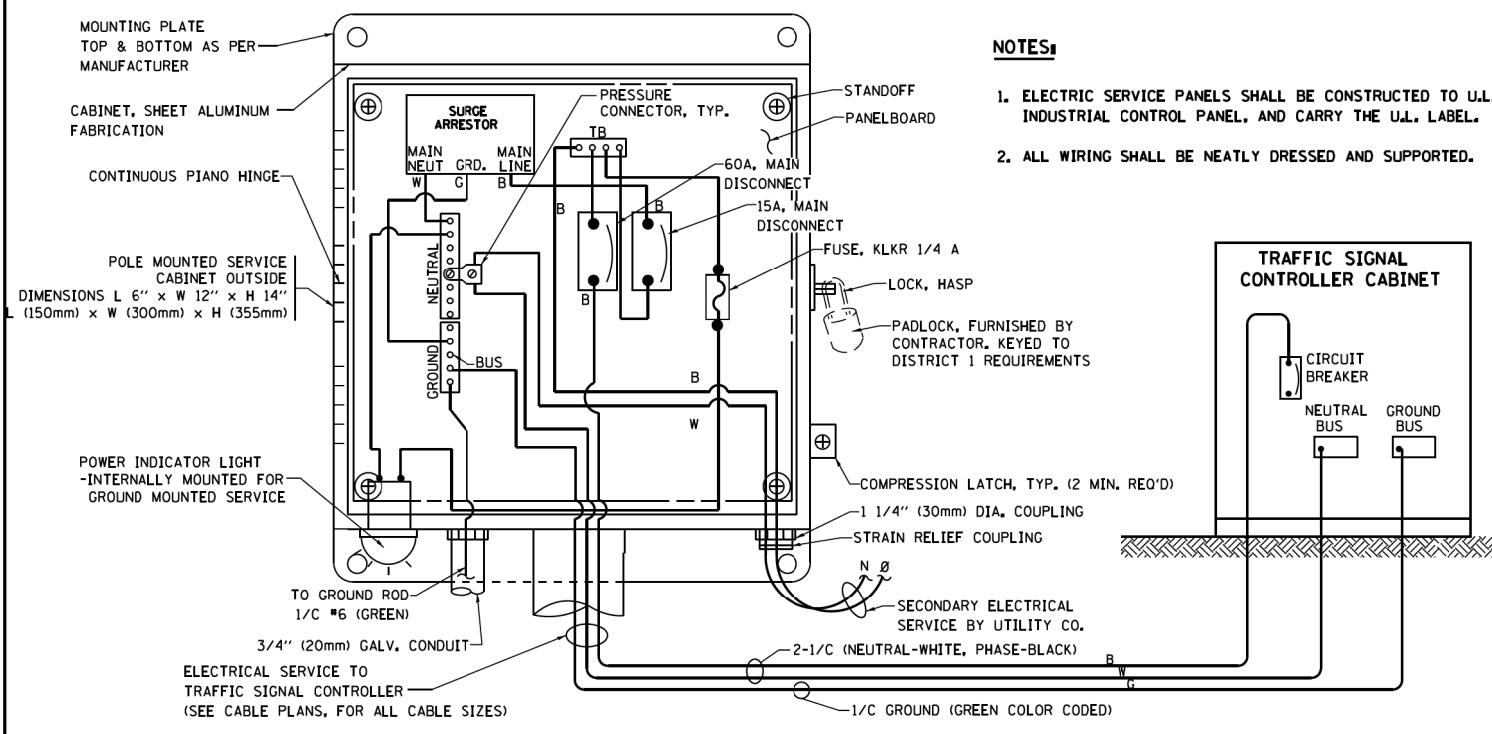 MOUNTING PLATE
TOP & BOTTOM AS PER
MANUFACTURER
CABINET, SHEET ALUMINUM
FABRICATION
CONTINUOUS PIANO HINGE
POLE MOUNTED SERVICE
CABINET OUTSIDE
DIMENSIONS L 6" x W 12" x H 14"
L (150mm) x W (300mm) x H (355mm)
POWER INDICATOR LIGHT
-INTERNALLY MOUNTED FOR
GROUND MOUNTED SERVICE
TO GROUND ROD
1/C #6 (GREEN)
3/4" (20mm) GALV. CONDUIT
ELECTRICAL SERVICE TO
TRAFFIC SIGNAL CONTROLLER
(SEE CABLE PLANS, FOR ALL CABLE SIZES)
SURGE
ARRESTOR
MAIN
NEUT
GRD.
MAIN
LINE
W
G
B
NEUTRAL
GROUND
BUS
PRESSURE
CONNECTOR, TYP.
TB
B
B
B
B
W
STANDOFF
PANELBOARD
60A, MAIN
DISCONNECT
15A, MAIN
DISCONNECT
FUSE, KLKR 1/4 A
LOCK, HASP
PADLOCK, FURNISHED BY
CONTRACTOR. KEYED TO
DISTRICT 1 REQUIREMENTS
COMPRESSION LATCH, TYP. (2 MIN. REQ'D)
1 1/4" (30mm) DIA. COUPLING
STRAIN RELIEF COUPLING
N Ø
SECONDARY ELECTRICAL
SERVICE BY UTILITY CO.
2-1/C (NEUTRAL-WHITE, PHASE-BLACK)
B
W
G
1/C GROUND (GREEN COLOR CODED)
NOTES:
1. ELECTRIC SERVICE PANELS SHALL BE CONSTRUCTED TO U.L.
INDUSTRIAL CONTROL PANEL, AND CARRY THE U.L. LABEL.
2. ALL WIRING SHALL BE NEATLY DRESSED AND SUPPORTED.
TRAFFIC SIGNAL
CONTROLLER CABINET
CIRCUIT
BREAKER
NEUTRAL
BUS
GROUND
BUS